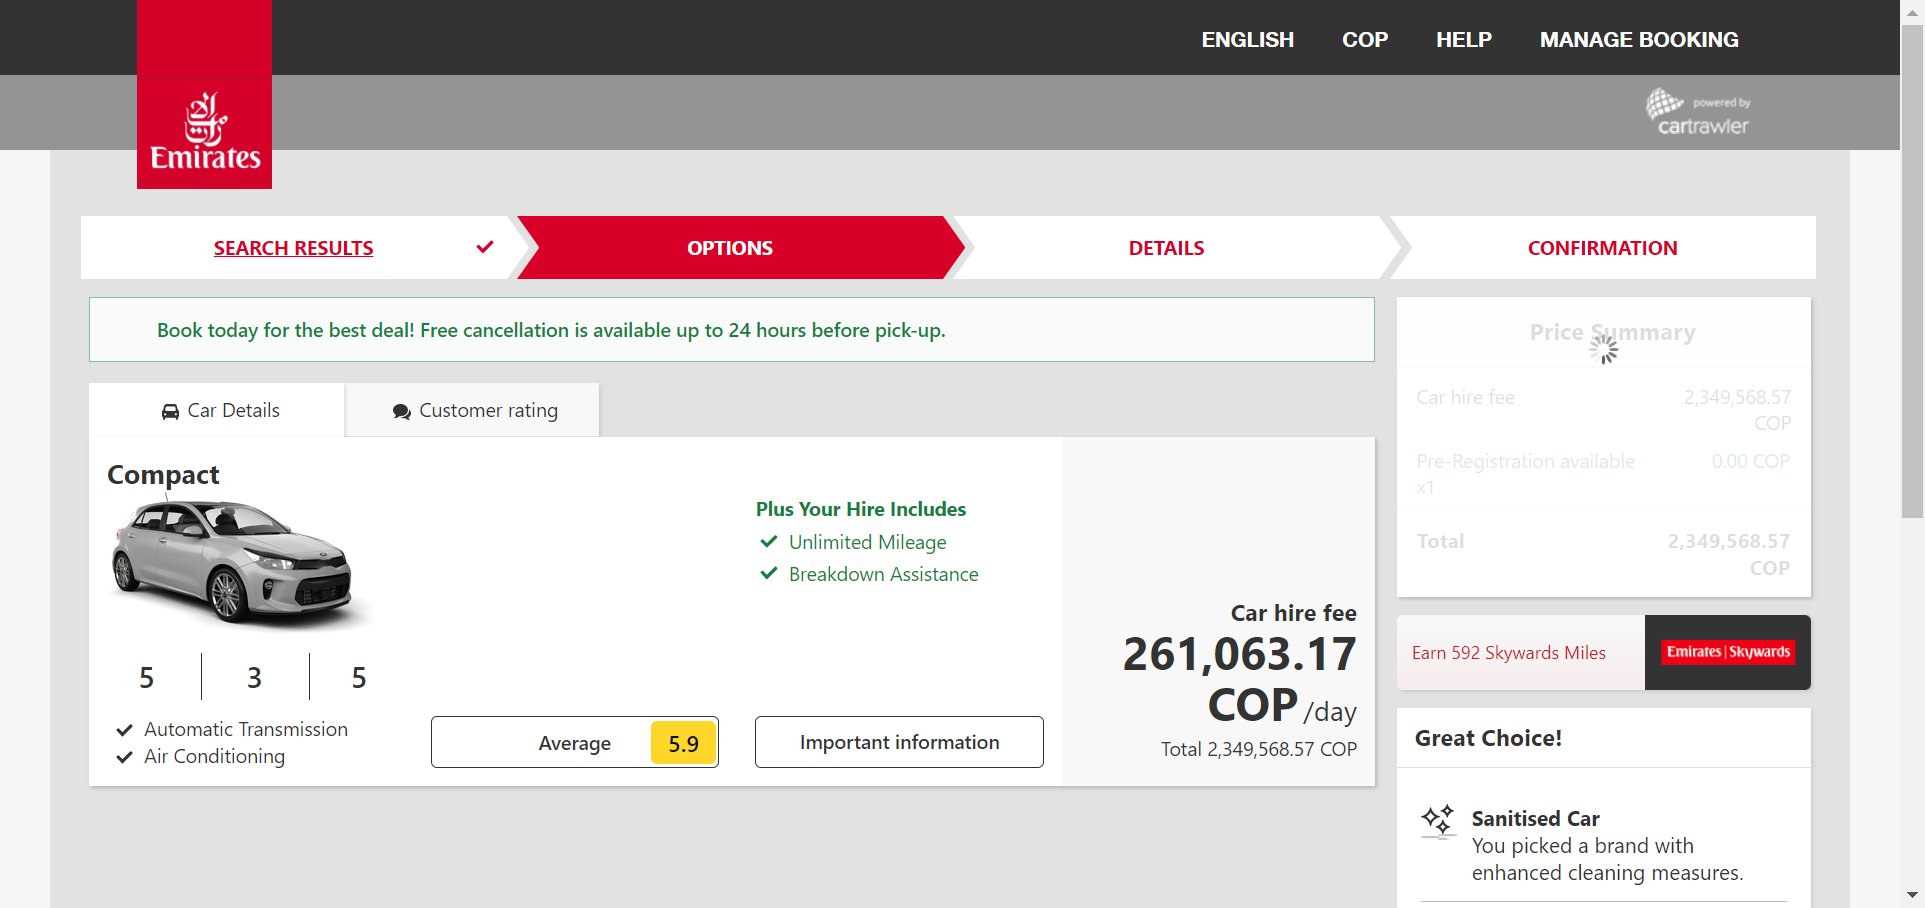 ENGLISH COP HELP MANAGE BOOKING
powered by
cartrawler
Emirates
SEARCH RESULTS OPTIONS DETAILS CONFIRMATION
Book today for the best deal! Free cancellation is available up to 24 hours before pick-up.
Car Details Customer rating
Compact
Plus Your Hire Includes
Unlimited Mileage
Breakdown Assistance
5 3 5
Automatic Transmission
Air Conditioning
Average 5.9
Important information
Car hire fee
261,063.17
COP /day
Total 2,349,568.57 COP
Price Summary
Car hire fee 2,349,568.57
COP
Pre-Registration available 0.00 COP
x1
Total 2,349,568.57
COP
Earn 592 Skywards Miles
Emirates | Skywards
Great Choice!
Sanitised Car
You picked a brand with
enhanced cleaning measures.